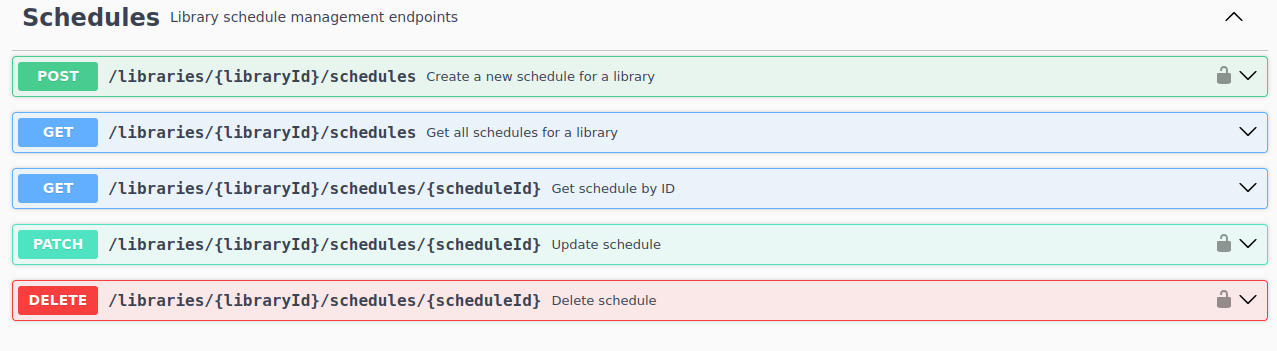 Schedules Library schedule management endpoints
POST /libraries/{libraryId}/schedules Create a new schedule for a library
GET /libraries/{libraryId}/schedules Get all schedules for a library
GET /libraries/{libraryId}/schedules/{scheduleId} Get schedule by ID
PATCH /libraries/{libraryId}/schedules/{scheduleId} Update schedule
DELETE /libraries/{libraryId}/schedules/{scheduleId} Delete schedule